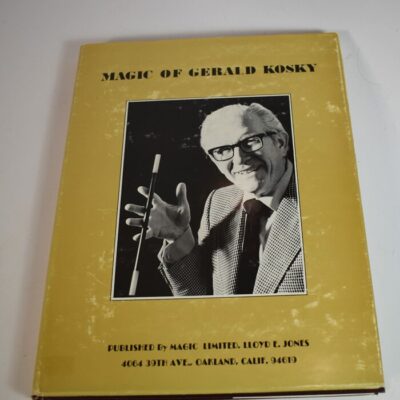 MAGIC OF GERALD KOSKY
PUBLISHED By MAGIC LIMITED. LLOYD E. JONES
4064 39TH AVE., OAKLAND, CALIF. 94619